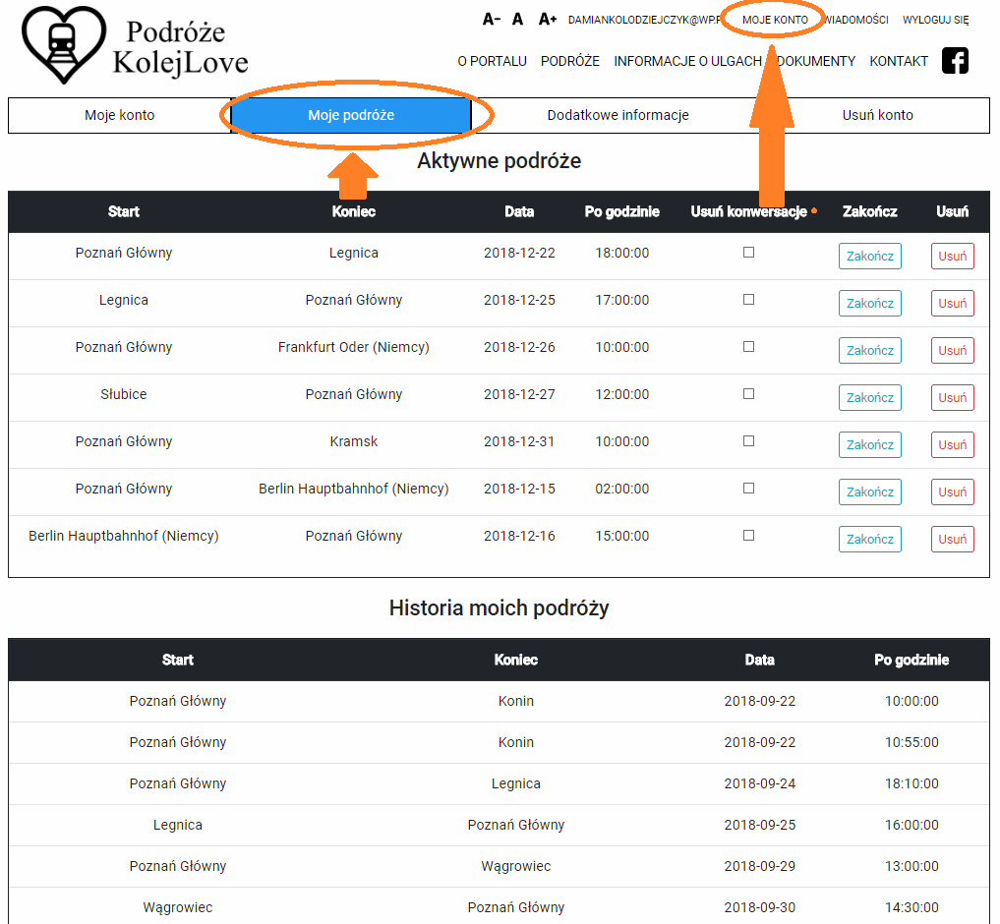 A- A A+ DAMIANKOLODZIEJCZYK@WP.P MOJE KONTO WIADOMOŚCI WYLOGUJ SIĘ
Podróże
KolejLove
O PORTALU PODRÓŻE INFORMACJE O ULGACH DOKUMENTY KONTAKT f
Moje konto Moje podróże Dodatkowe informacje Usuń konto
Aktywne podróże
Start Koniec Data Po godzinie Usuń konwersacje Zakończ Usuń
Poznań Główny Legnica 2018-12-22 18:00:00 Zakończ Usuń
Legnica Poznań Główny 2018-12-25 17:00:00 Zakończ Usuń
Poznań Główny Frankfurt Oder (Niemcy) 2018-12-26 10:00:00 Zakończ Usuń
Słubice Poznań Główny 2018-12-27 12:00:00 Zakończ Usuń
Poznań Główny Kramsk 2018-12-31 10:00:00 Zakończ Usuń
Poznań Główny Berlin Hauptbahnhof (Niemcy) 2018-12-15 02:00:00 Zakończ Usuń
Berlin Hauptbahnhof (Niemcy) Poznań Główny 2018-12-16 15:00:00 Zakończ Usuń
Historia moich podróży
Start Koniec Data Po godzinie
Poznań Główny Konin 2018-09-22 10:00:00
Poznań Główny Konin 2018-09-22 10:55:00
Poznań Główny Legnica 2018-09-24 18:10:00
Legnica Poznań Główny 2018-09-25 16:00:00
Poznań Główny Wągrowiec 2018-09-29 13:00:00
Wągrowiec Poznań Główny 2018-09-30 14:30:00